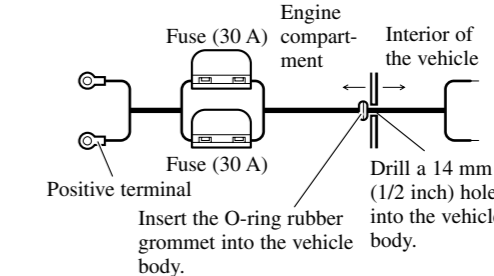 Engine
compart-
ment
Fuse (30 A)
Interior of
the vehicle
Fuse (30 A)
Positive terminal
Insert the O-ring rubber
grommet into the vehicle
body.
Drill a 14 mm
(1/2 inch) hole
into the vehicle
body.